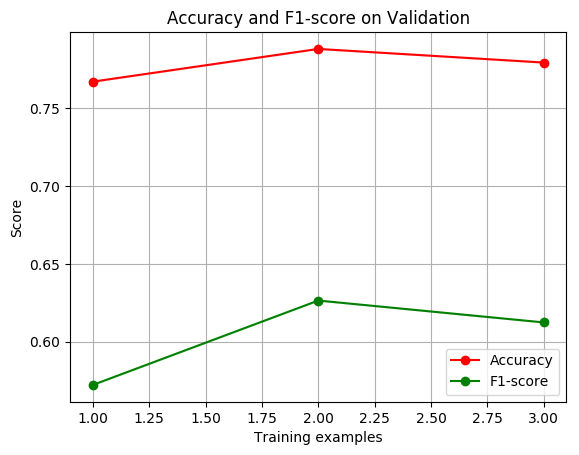 Accuracy and F1-score on Validation
Score
0.75
0.70
0.65
0.60
Accuracy
F1-score
1.00 1.25 1.50 1.75 2.00 2.25 2.50 2.75 3.00
Training examples